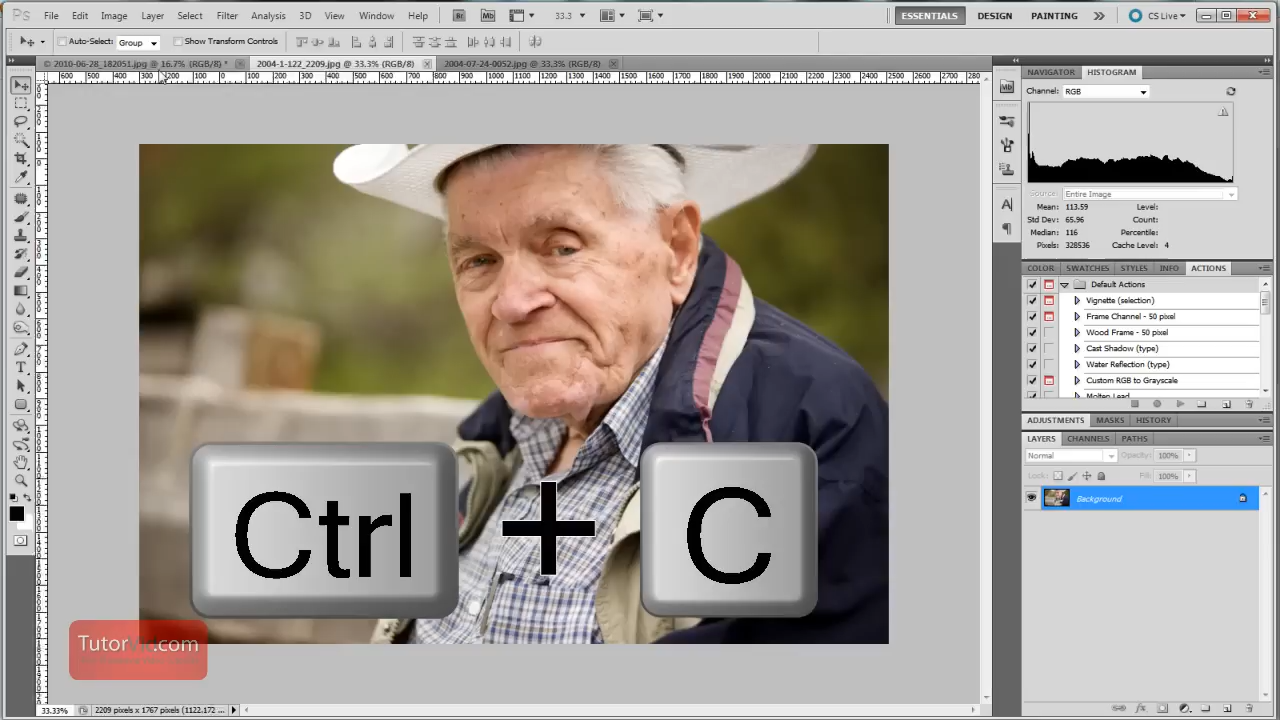 Ps File Edit Image Layer Select Filter Analysis 3D View Window Help Br Mb 33.3 ESSENTIALS DESIGN PAINTING CS Live
Auto-Select: Group Show Transform Controls
© 2010-06-28_182051.jpg @ 16.7% (RGB/8) * 2004-1-122_2209.jpg @ 33.3% (RGB/8) 2004-07-24-0052.jpg @ 33.3% (RGB/8)
NAVIGATOR HISTOGRAM
Channel: RGB
Source: Entire Image
Mean: 113.59 Level:
Std Dev: 65.96 Count:
Median: 116 Percentile:
Pixels: 328536 Cache Level: 4
COLOR SWATCHES STYLES INFO ACTIONS
Default Actions
Vignette (selection)
Frame Channel - 50 pixel
Wood Frame - 50 pixel
Cast Shadow (type)
Water Reflection (type)
Custom RGB to Grayscale
Molten Lead
ADJUSTMENTS MASKS HISTORY
LAYERS CHANNELS PATHS
Normal Opacity: 100%
Lock: Fill: 100%
Background
Ctrl + C
TutorVid.com
33.33% 2209 pixels x 1767 pixels (1122.172 ...